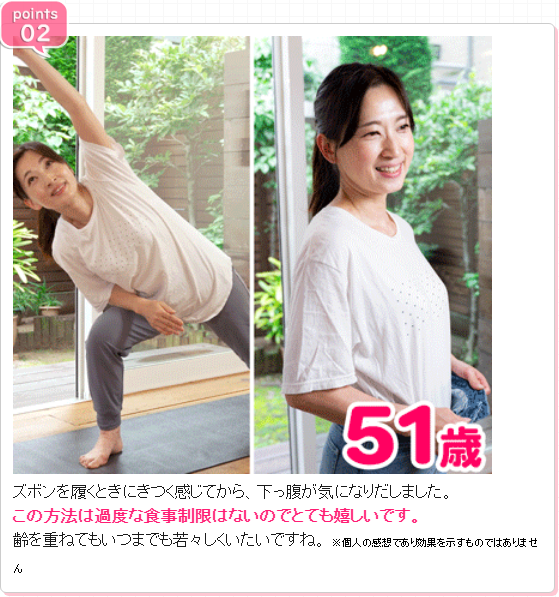 points
02
51歳
ズボンを履くときにきつく感じてから、下っ腹が気になりだしました。
この方法は過度な食事制限はないのでとても嬉しいです。
齢を重ねてもいつまでも若々しくいたいですね。 ※個人の感想であり効果を示すものではありませ
ん